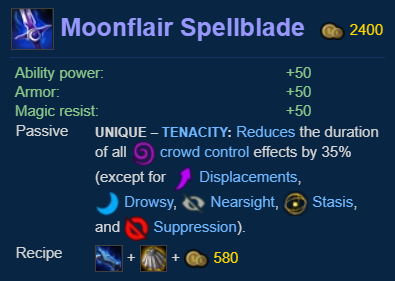 Moonflair Spellblade 2400
Ability power: +50
Armor: +50
Magic resist: +50
Passive UNIQUE – TENACITY: Reduces the duration
of all crowd control effects by 35%
(except for Displacements,
Drowsy, Nearsight, Stasis,
and Suppression).
Recipe + + 580